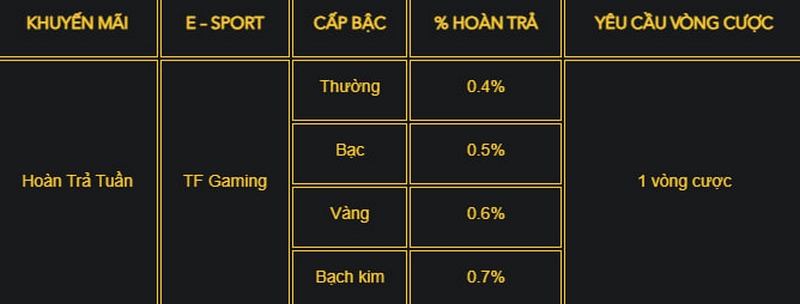 KHUYẾN MÃI E – SPORT CẤP BẬC % HOÀN TRẢ YÊU CẦU VÒNG CƯỢC
Thường 0.4%
Bạc 0.5%
Hoàn Trả Tuần TF Gaming 1 vòng cược
Vàng 0.6%
Bạch kim 0.7%